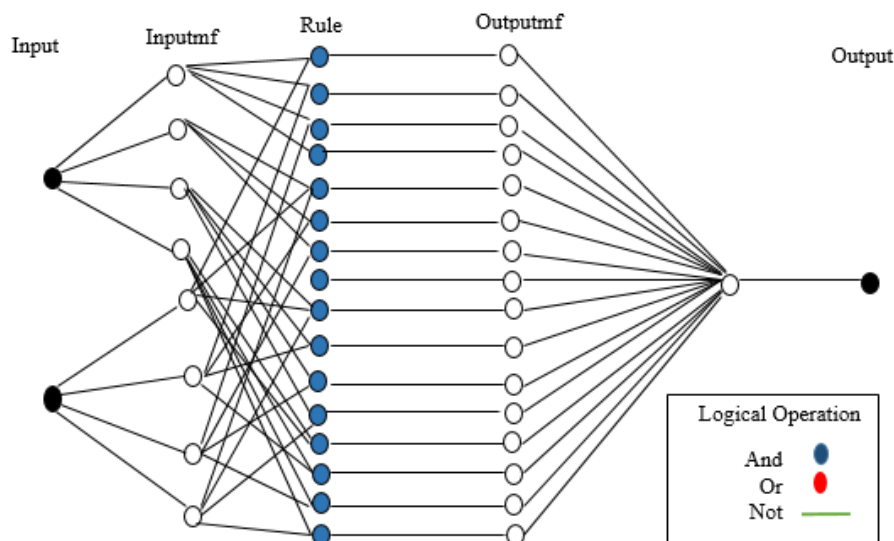 Input
Inputmf
Rule
Outputmf
Output
Logical Operation
And
Or
Not